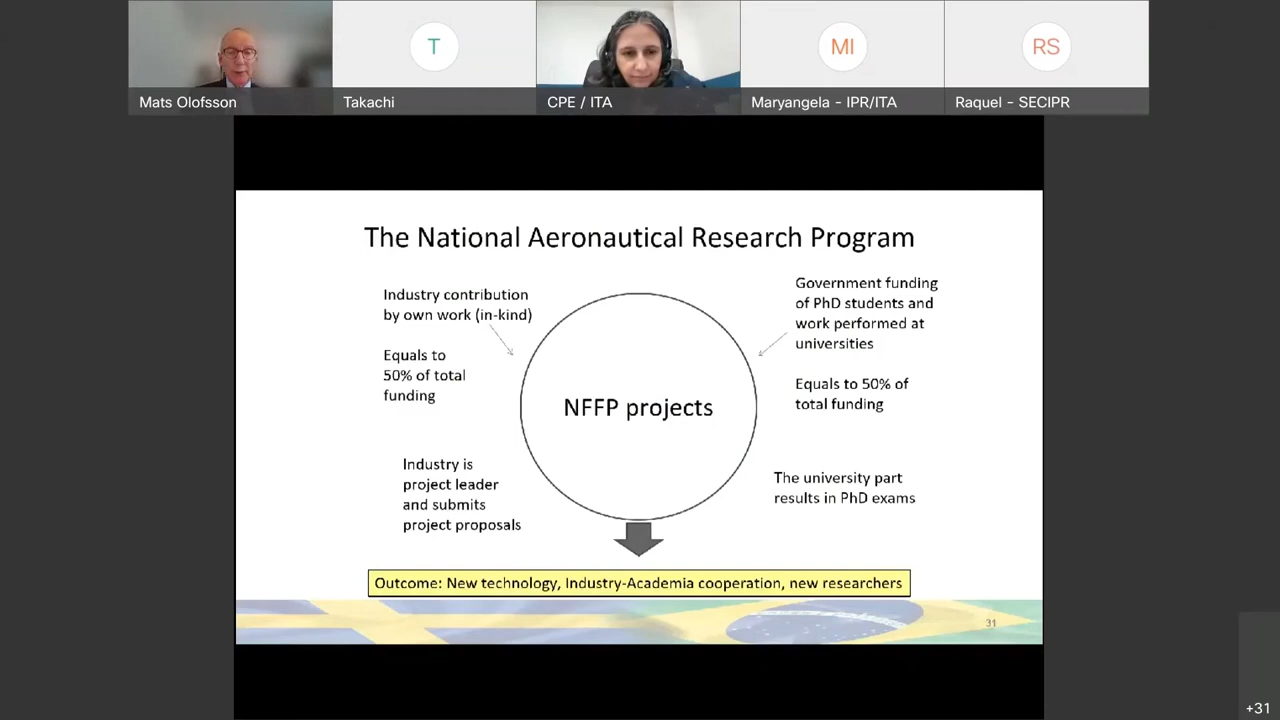 T
MI
RS
Mats Olofsson
Takachi
CPE / ITA
Maryangela - IPR/ITA
Raquel - SECIPR
The National Aeronautical Research Program
Industry contribution
by own work (in-kind)
Equals to
50% of total
funding
Government funding
of PhD students and
work performed at
universities
Equals to 50% of
total funding
NFFP projects
Industry is
project leader
and submits
project proposals
The university part
results in PhD exams
Outcome: New technology, Industry-Academia cooperation, new researchers
31
+31